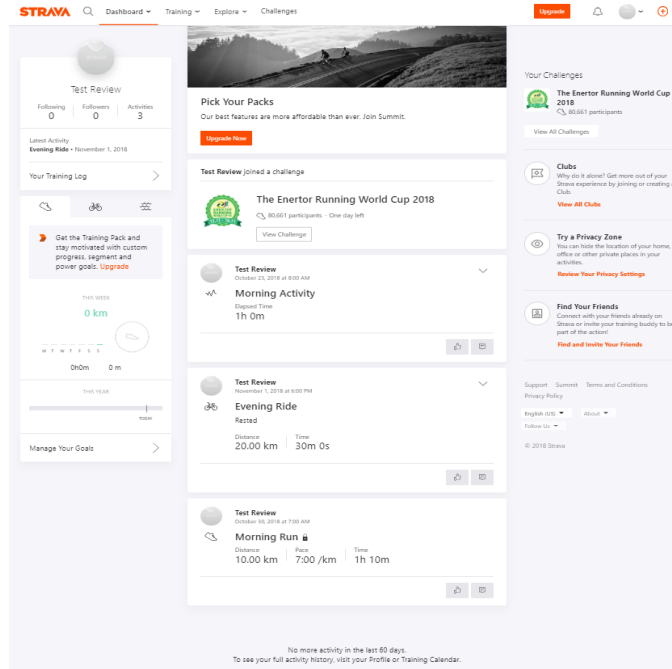 STRAVA
Dashboard
Training
Explore
Challenges
Upgrade
Test Review
Following
0
Followers
0
Activities
3
Latest Activity
Evening Ride • November 1, 2018
Your Training Log
Get the Training Pack and
stay motivated with custom
progress, segment and
power goals. Upgrade
THIS WEEK
0 km
M T W T F S S
0h0m 0 m
THIS YEAR
TODAY
Manage Your Goals
Pick Your Packs
Our best features are more affordable than ever. Join Summit.
Upgrade Now
Test Review joined a challenge
The Enertor Running World Cup 2018
80,661 participants · One day left
View Challenge
Test Review
October 23, 2018 at 8:00 AM
Morning Activity
Elapsed Time
1h 0m
Test Review
November 1, 2018 at 6:00 PM
Evening Ride
Rested
Distance
20.00 km
Time
30m 0s
Test Review
October 30, 2018 at 7:00 AM
Morning Run
Distance
10.00 km
Pace
7:00 /km
Time
1h 10m
No more activity in the last 60 days.
To see your full activity history, visit your Profile or Training Calendar.
Your Challenges
The Enertor Running World Cup
2018
80,661 participants
View All Challenges
Clubs
Why do it alone? Get more out of your
Strava experience by joining or creating a
Club.
View All Clubs
Try a Privacy Zone
You can hide the location of your home,
office or other private places in your
activities.
Review Your Privacy Settings
Find Your Friends
Connect with your friends already on
Strava or invite your training buddy to be
part of the action!
Find and Invite Your Friends
Support Summit Terms and Conditions
Privacy Policy
English (US) About
Follow Us
© 2018 Strava